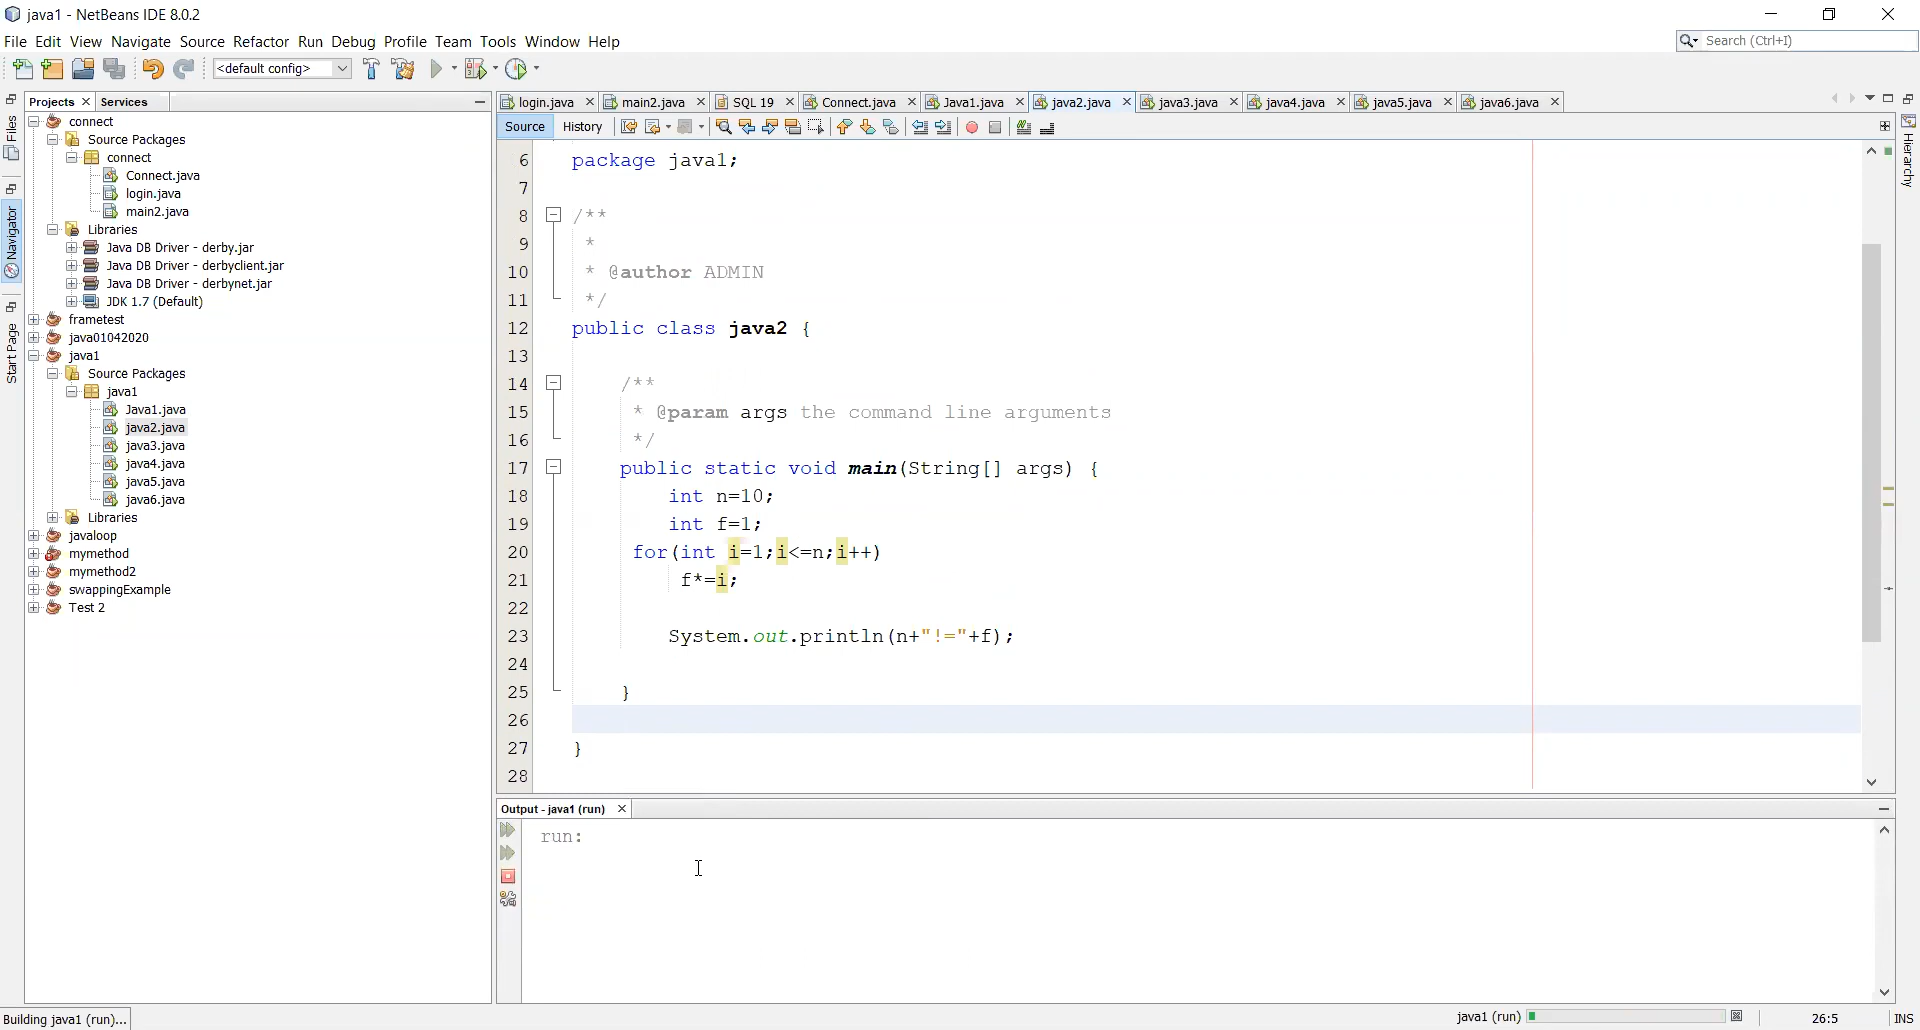 java1 - NetBeans IDE 8.0.2
File Edit View Navigate Source Refactor Run Debug Profile Team Tools Window Help
Search (Ctrl+I)
<default config>
Projects Services
Files
Navigator
Start Page
connect
Source Packages
connect
Connect.java
login.java
main2.java
Libraries
Java DB Driver - derby.jar
Java DB Driver - derbyclient.jar
Java DB Driver - derbynet.jar
JDK 1.7 (Default)
frametest
java01042020
java1
Source Packages
java1
Java1.java
java2.java
java3.java
java4.java
java5.java
java6.java
Libraries
javaloop
mymethod
mymethod2
swappingExample
Test 2
login.java main2.java SQL 19 Connect.java Java1.java java2.java java3.java java4.java java5.java java6.java
Source History
Hierarchy
6 package java1;
7
8 /**
9 *
10 * @author ADMIN
11 */
12 public class java2 {
13
14 /**
15 * @param args the command line arguments
16 */
17 public static void main(String[] args) {
18 int n=10;
19 int f=1;
20 for(int i=1;i<=n;i++)
21 f*=i;
22
23 System.out.println(n+"!="+f);
24
25 }
26
27 }
28
Output - java1 (run)
run:
Building java1 (run)...
java1 (run)
26:5
INS